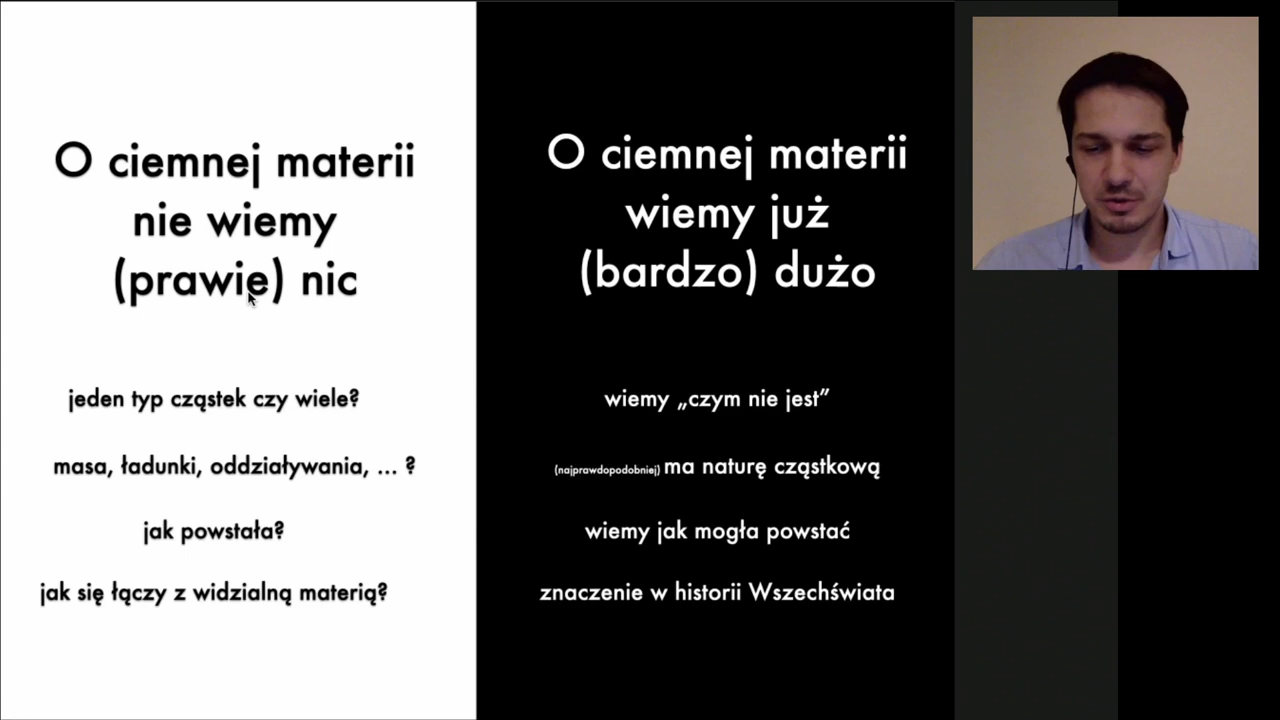 O ciemnej materii
nie wiemy
(prawie) nic
jeden typ cząstek czy wiele?
masa, ładunki, oddziaływania, ... ?
jak powstała?
jak się łączy z widzialną materią?
O ciemnej materii
wiemy już
(bardzo) dużo
wiemy „czym nie jest”
(najprawdopodobniej) ma naturę cząstkową
wiemy jak mogła powstać
znaczenie w historii Wszechświata